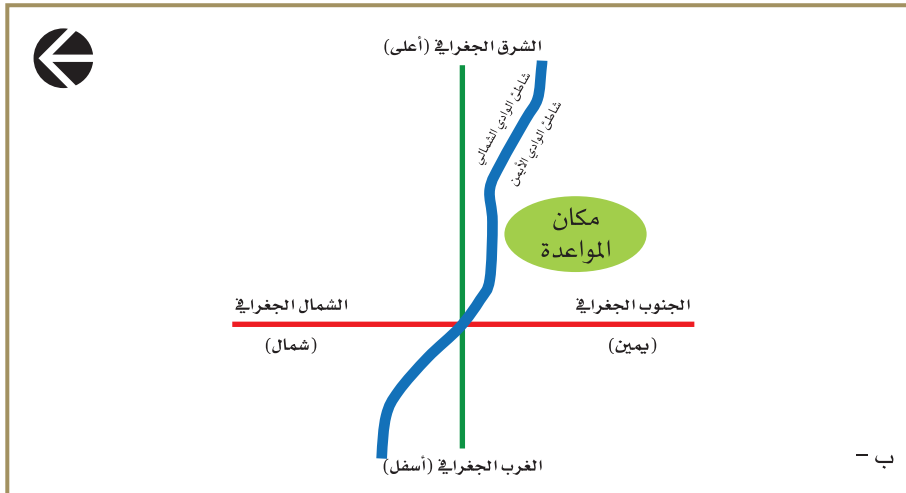 الشرق الجغرافي (أعلى)
شاطئ الوادي الشمالي
شاطئ الوادي الأيمن
مكان
المواعدة
الجنوب الجغرافي
الشمال الجغرافي
(يمين)
(شمال)
الغرب الجغرافي (أسفل)
ب -